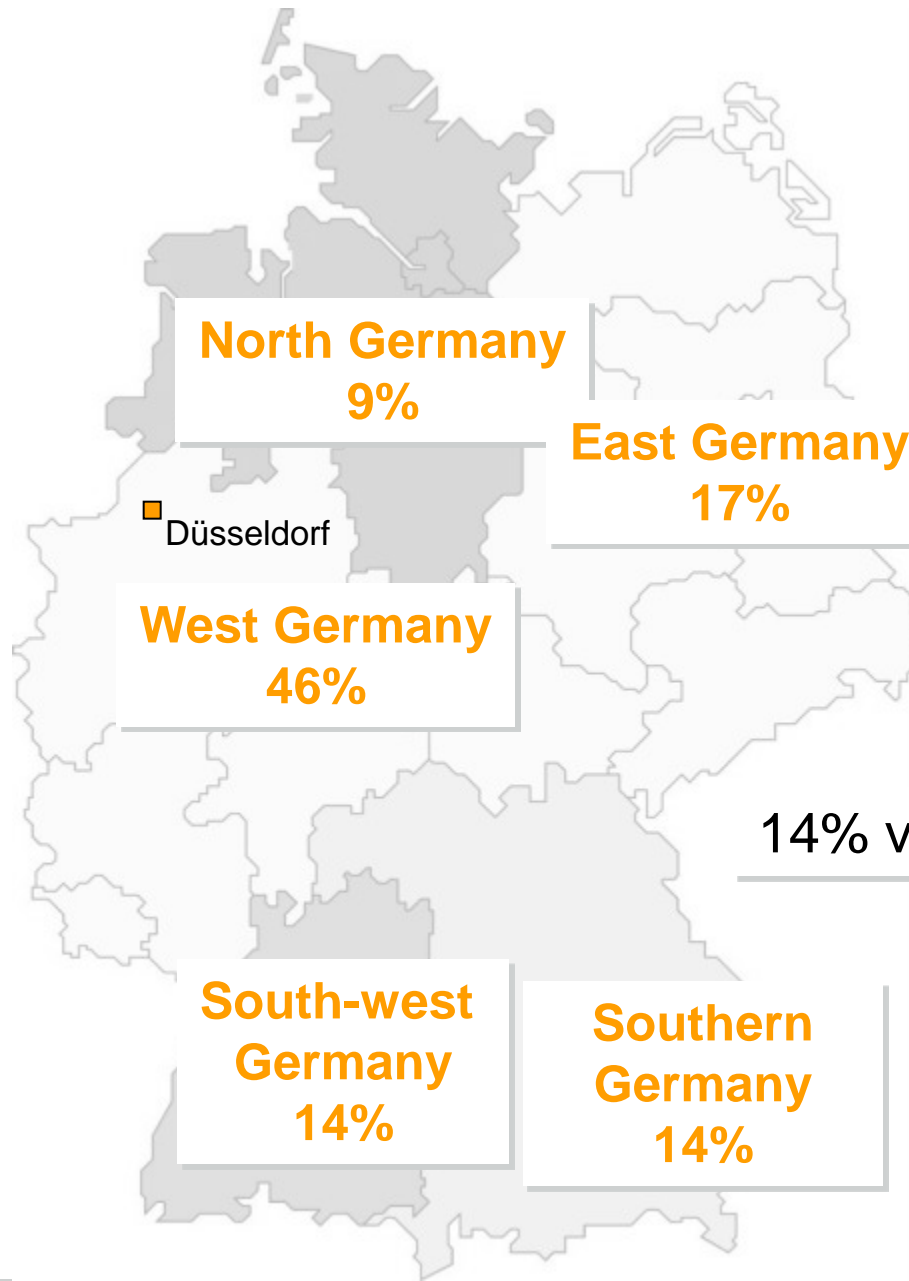 North Germany
9%
East Germany
17%
Düsseldorf
West Germany
46%
14% v
South-west
Germany
14%
Southern
Germany
14%